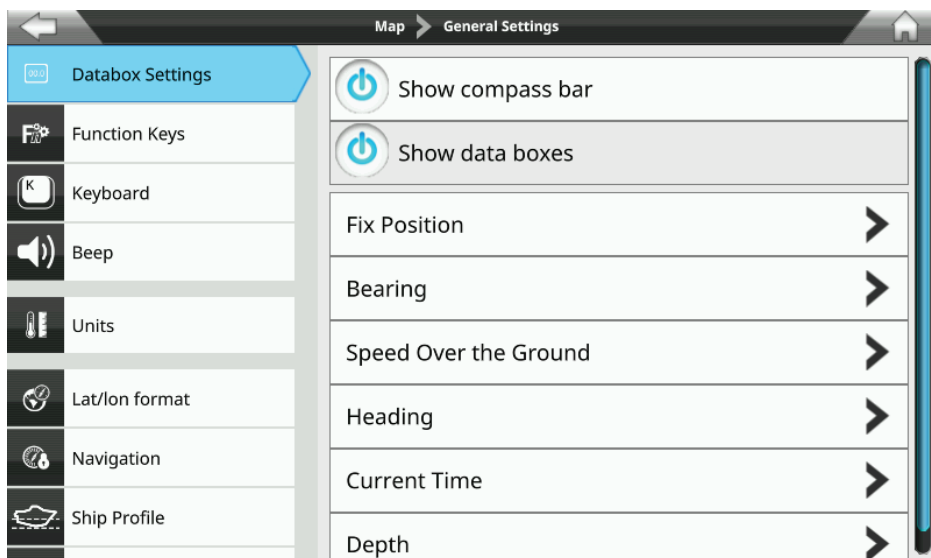 Map General Settings
Databox Settings
Function Keys
Keyboard
Beep
Units
Lat/lon format
Navigation
Ship Profile
Show compass bar
Show data boxes
Fix Position
Bearing
Speed Over the Ground
Heading
Current Time
Depth